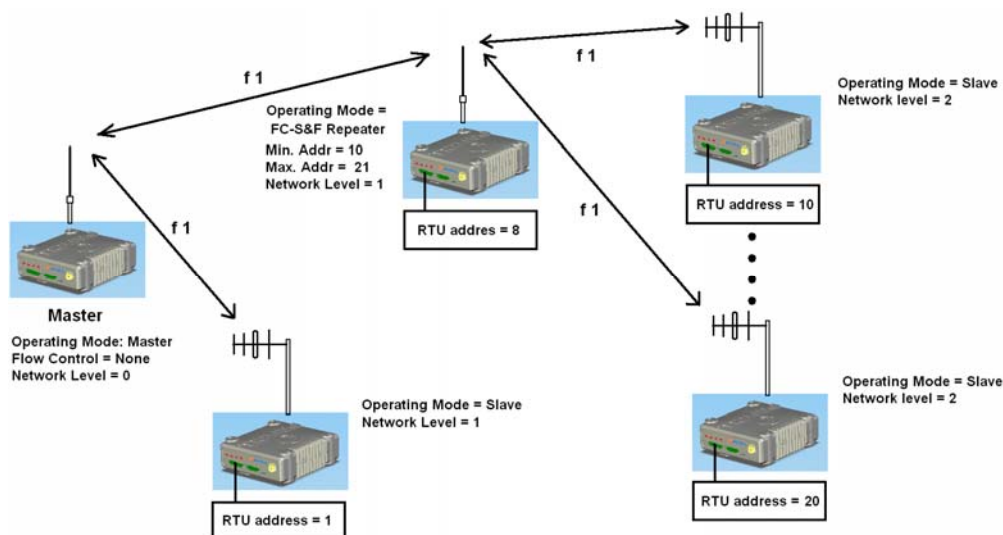 f 1
f 1
Operating Mode =
FC-S&F Repeater
Min. Addr = 10
Max. Addr = 21
Network Level = 1
Operating Mode = Slave
Network level = 2
RTU address = 10
f 1
RTU addres = 8
f 1
Master
Operating Mode: Master
Flow Control = None
Network Level = 0
Operating Mode = Slave
Network Level = 1
RTU address = 1
Operating Mode = Slave
Network level = 2
RTU address = 20